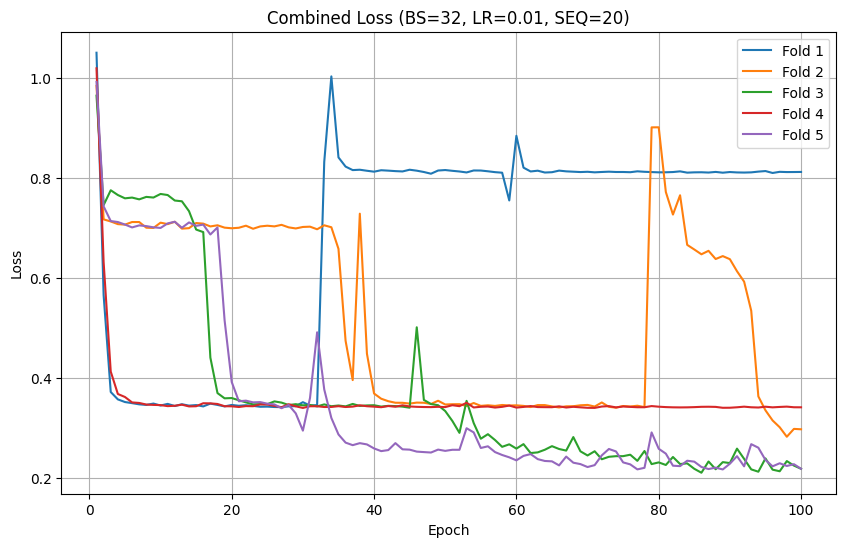 Combined Loss (BS=32, LR=0.01, SEQ=20)
Fold 1
Fold 2
Fold 3
Fold 4
Fold 5
Loss
1.0
0.8
0.6
0.4
0.2
0 20 40 60 80 100
Epoch